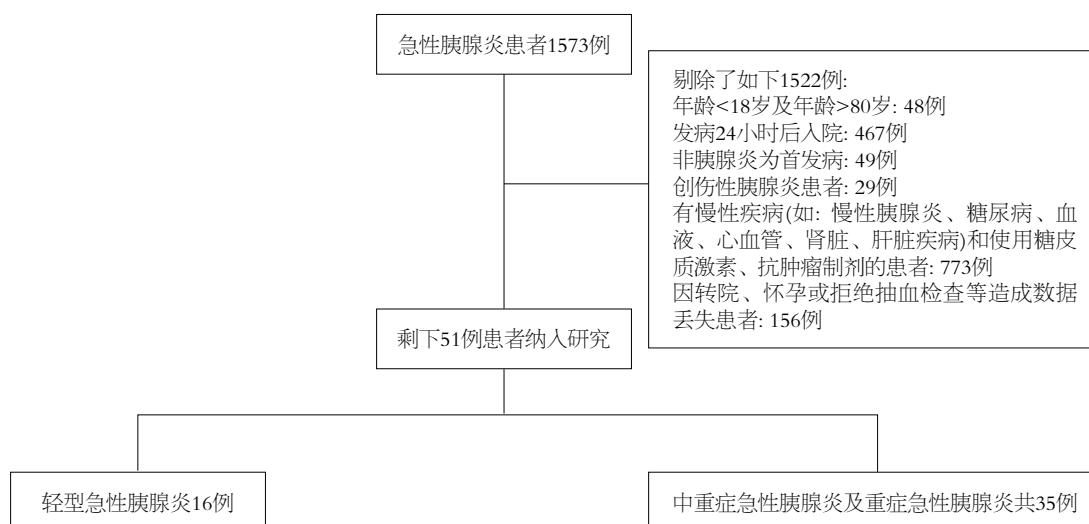 急性胰腺炎患者1573例
剔除了如下1522例:
年龄<18岁及年龄>80岁: 48例
发病24小时后入院: 467例
非胰腺炎为首发病: 49例
创伤性胰腺炎患者: 29例
有慢性疾病(如: 慢性胰腺炎、糖尿病、血
液、心血管、肾脏、肝脏疾病)和使用糖皮
质激素、抗肿瘤制剂的患者: 773例
因转院、怀孕或拒绝抽血检查等造成数据
丢失患者: 156例
剩下51例患者纳入研究
轻型急性胰腺炎16例
中重症急性胰腺炎及重症急性胰腺炎共35例